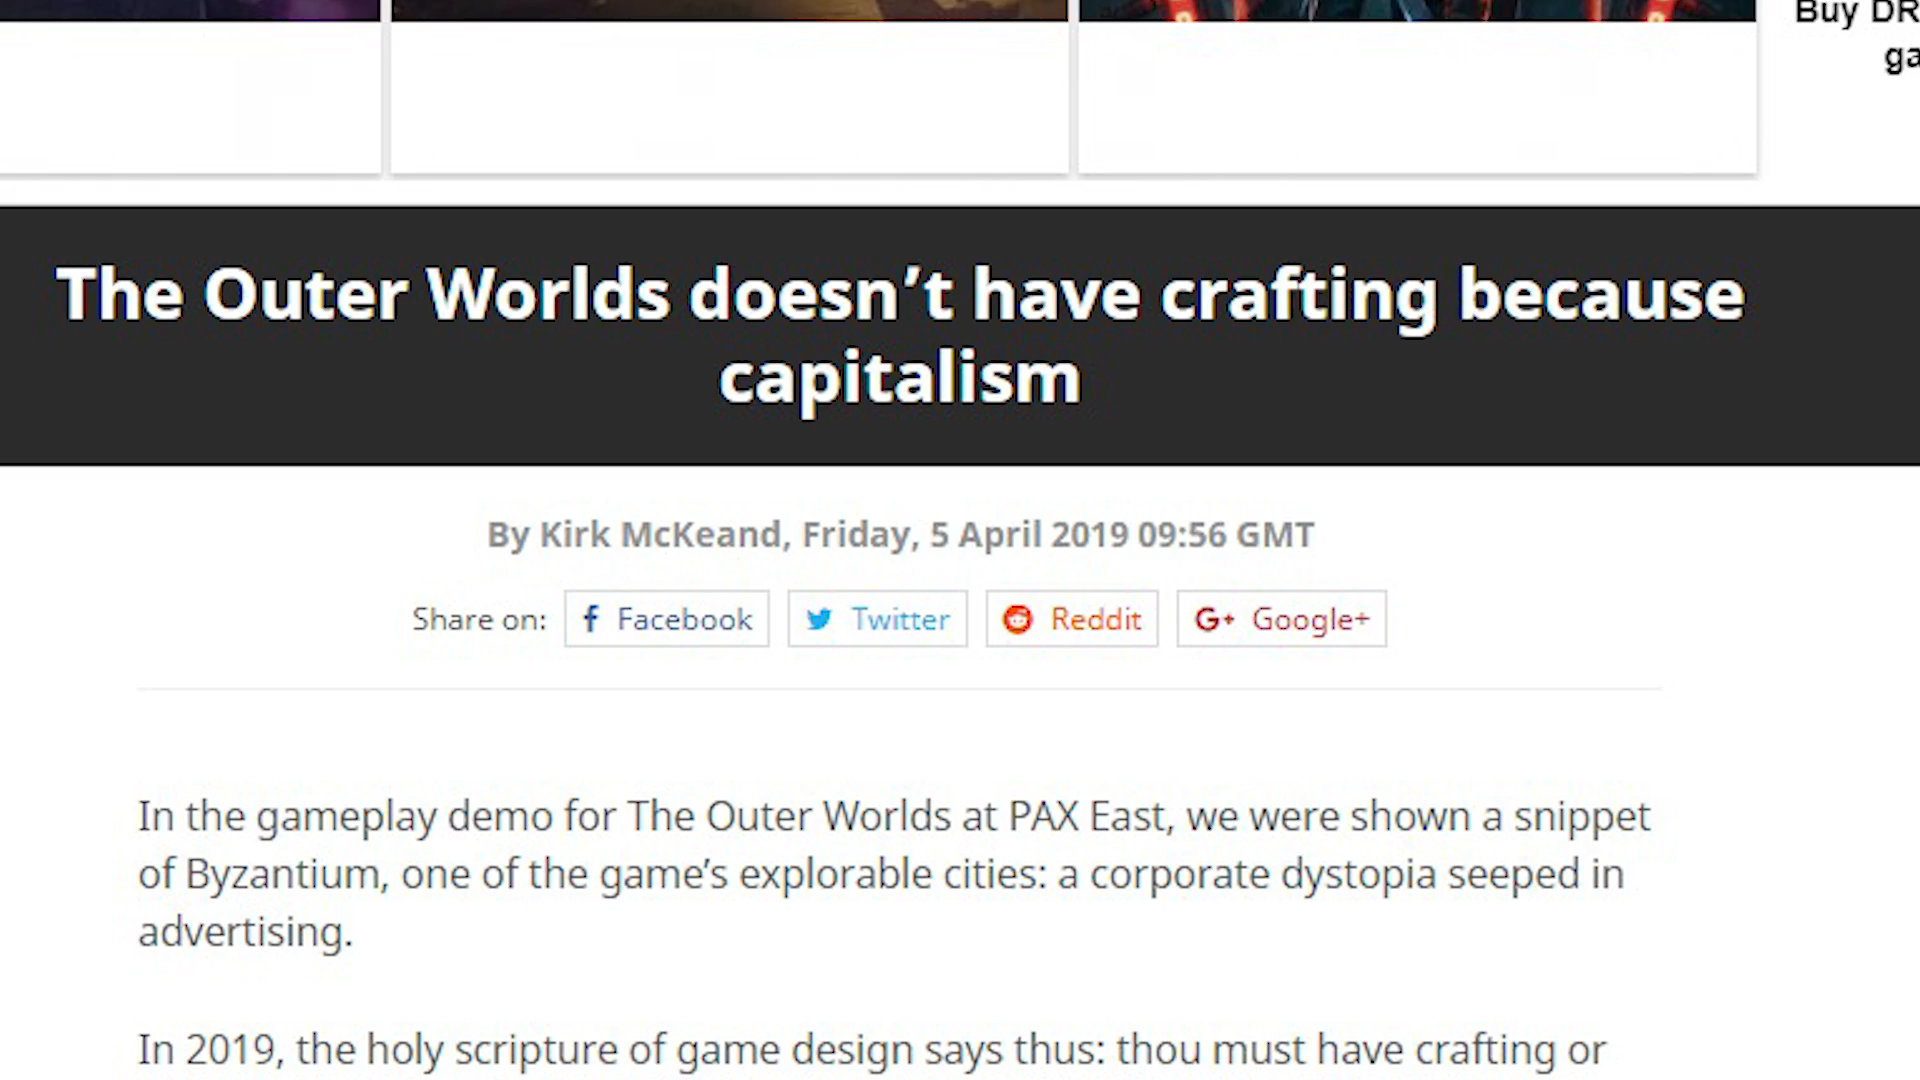 Buy DR
ga
The Outer Worlds doesn’t have crafting because
capitalism
By Kirk McKeand, Friday, 5 April 2019 09:56 GMT
Share on: Facebook Twitter Reddit G+ Google+
In the gameplay demo for The Outer Worlds at PAX East, we were shown a snippet
of Byzantium, one of the game’s explorable cities: a corporate dystopia seeped in
advertising.
In 2019, the holy scripture of game design says thus: thou must have crafting or